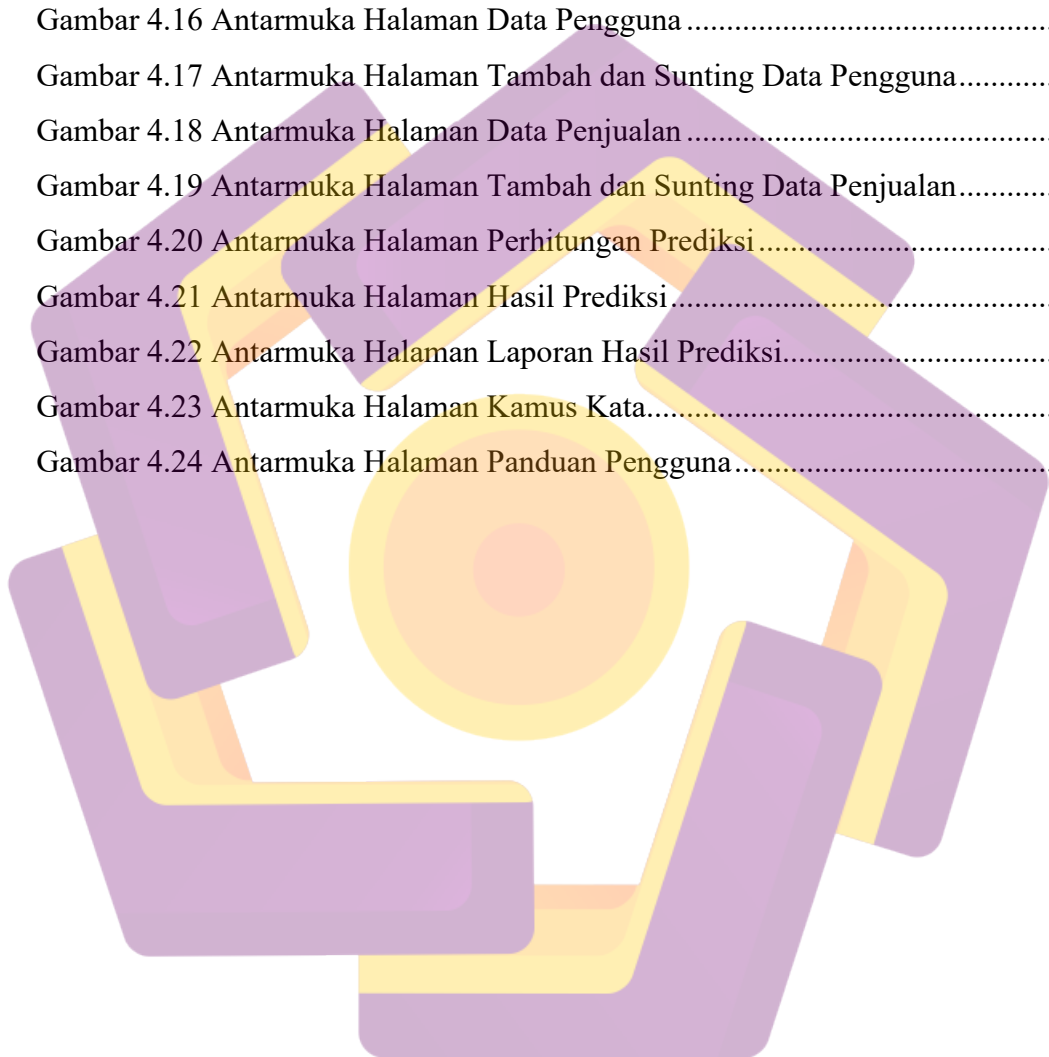 Gambar 4.16 Antarmuka Halaman Data Pengguna ..........................................
Gambar 4.17 Antarmuka Halaman Tambah dan Sunting Data Pengguna..........
Gambar 4.18 Antarmuka Halaman Data Penjualan ..........................................
Gambar 4.19 Antarmuka Halaman Tambah dan Sunting Data Penjualan..........
Gambar 4.20 Antarmuka Halaman Perhitungan Prediksi ..................................
Gambar 4.21 Antarmuka Halaman Hasil Prediksi ............................................
Gambar 4.22 Antarmuka Halaman Laporan Hasil Prediksi..............................
Gambar 4.23 Antarmuka Halaman Kamus Kata...............................................
Gambar 4.24 Antarmuka Halaman Panduan Pengguna ....................................